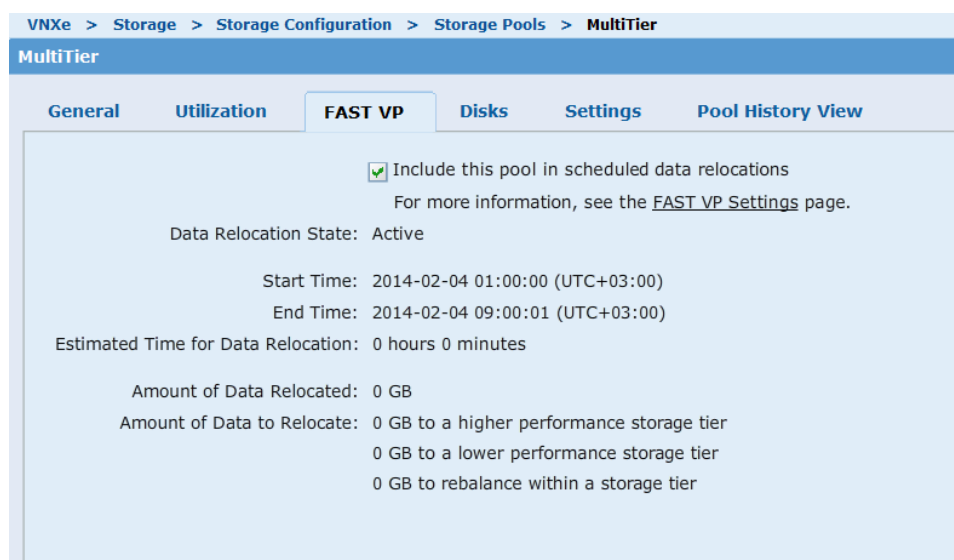 VNXe > Storage > Storage Configuration > Storage Pools > MultiTier
MultiTier
General Utilization FAST VP Disks Settings Pool History View
Include this pool in scheduled data relocations
For more information, see the FAST VP Settings page.
Data Relocation State: Active
Start Time: 2014-02-04 01:00:00 (UTC+03:00)
End Time: 2014-02-04 09:00:01 (UTC+03:00)
Estimated Time for Data Relocation: 0 hours 0 minutes
Amount of Data Relocated: 0 GB
Amount of Data to Relocate: 0 GB to a higher performance storage tier
0 GB to a lower performance storage tier
0 GB to rebalance within a storage tier